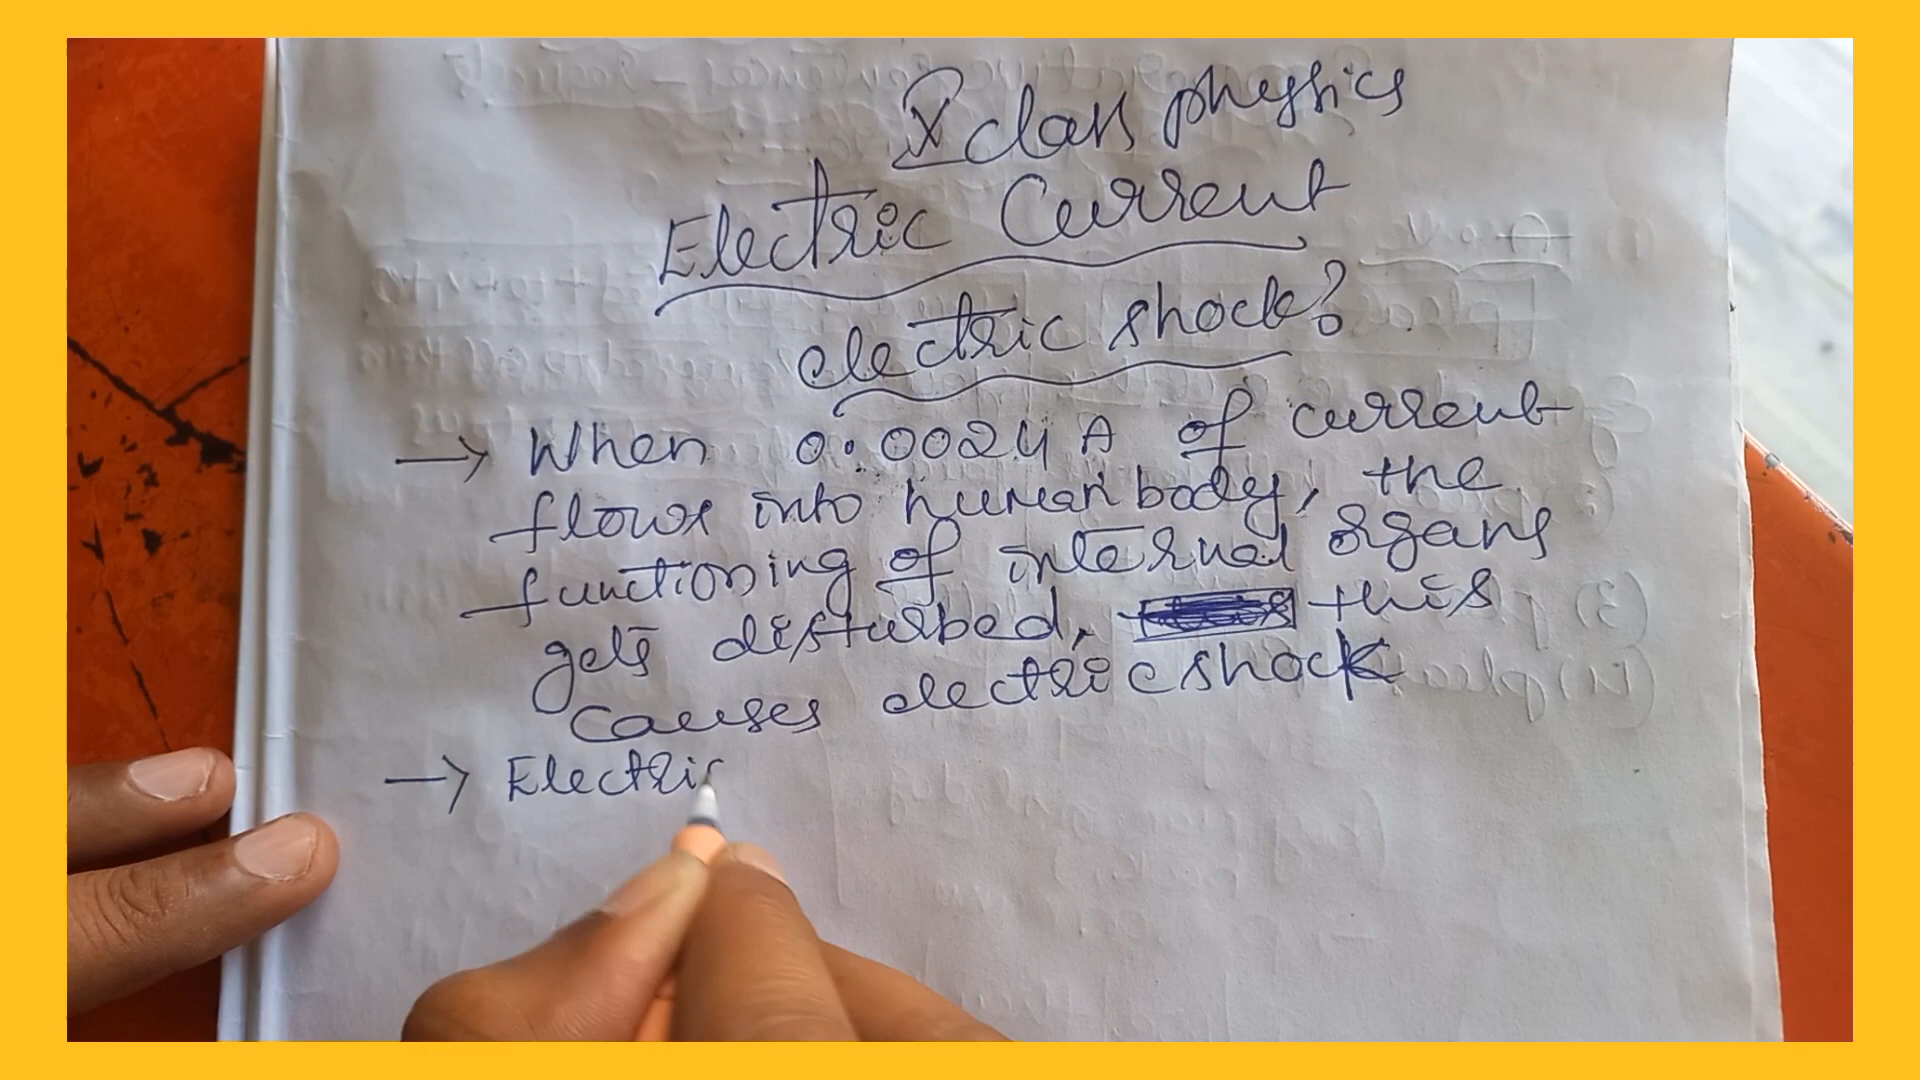 X class physics
Electric Current
electric shock?
→ When 0.0024 A of current
flows into human body, the
functioning of internal organs
gets disturbed, this
causes electric shock
→ Electric